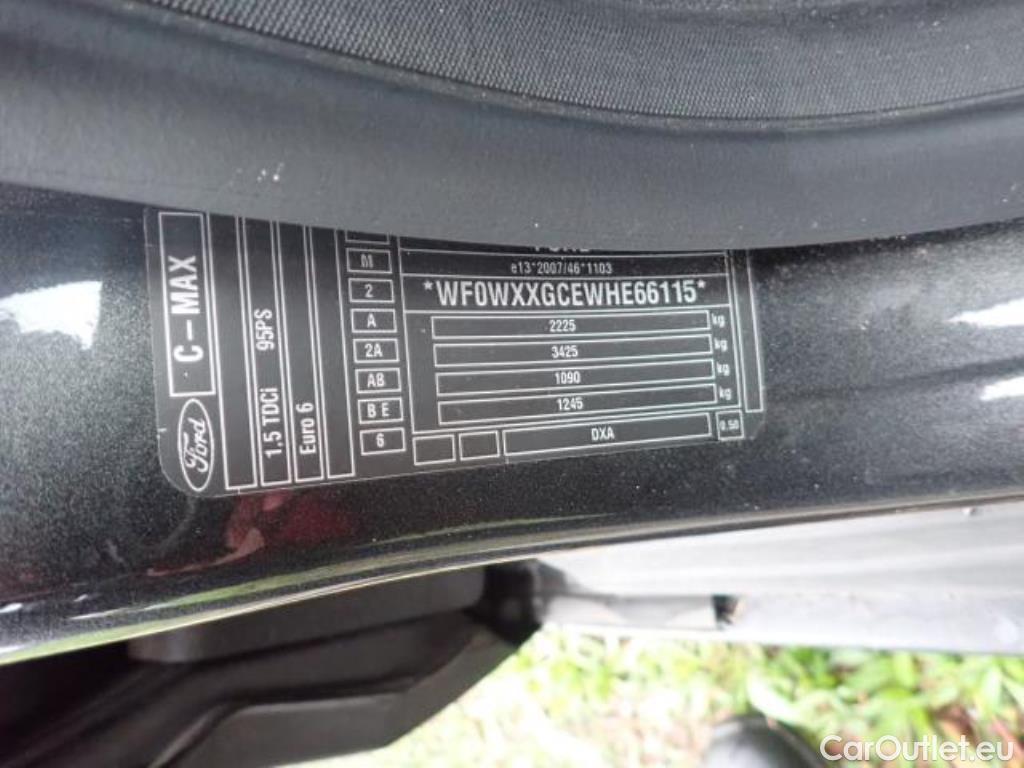 C-MAX
Ford
1.5 TDCi 95PS
Euro 6
M
2
A
2A
AB
BE
6
e13*2007/46*1103
*WF0WXXGCEWHE66115*
2225 kg
3425 kg
1090 kg
1245 kg
DXA
0.50
CarOutlet.eu